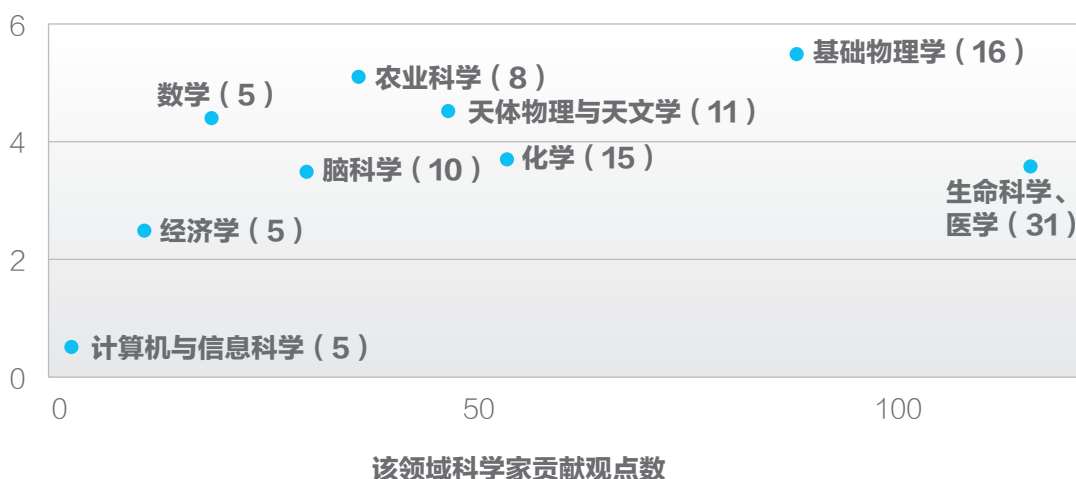 6
基础物理学（16）
农业科学（8）
数学（5）
天体物理与天文学（11）
4
化学（15）
脑科学（10）
生命科学、
医学（31）
经济学（5）
2
计算机与信息科学（5）
0
0 50 100
该领域科学家贡献观点数